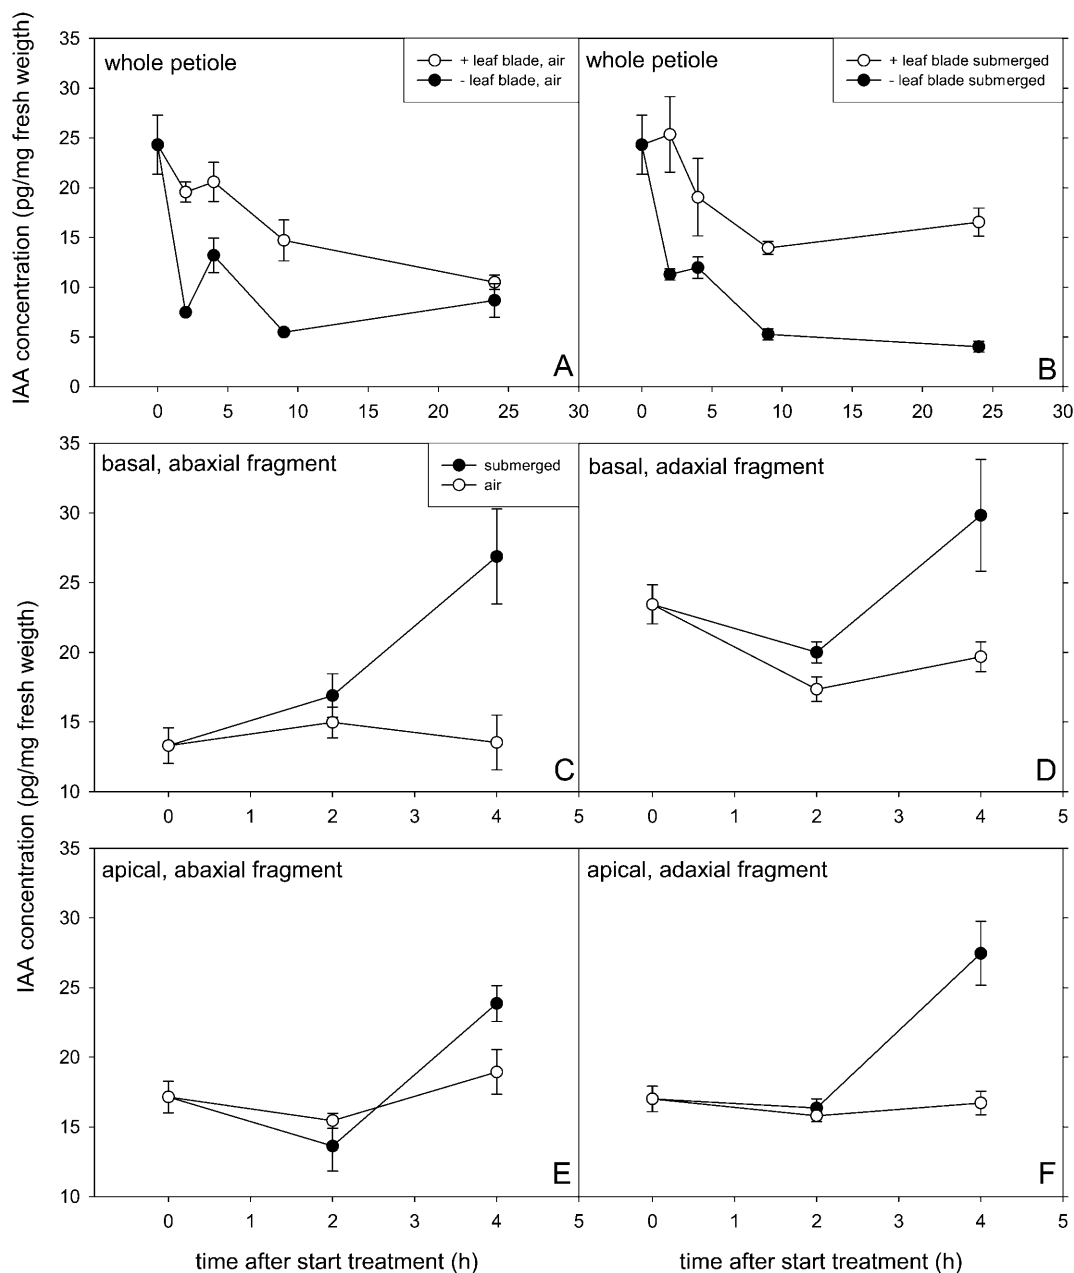 IAA concentration (pg/mg fresh weigth)
35
30
25
20
15
10
5
0
whole petiole
+ leaf blade, air
- leaf blade, air
A
0 5 10 15 20 25 30
whole petiole
+ leaf blade submerged
- leaf blade submerged
B
0 5 10 15 20 25 30
IAA concentration (pg/mg fresh weigth)
35
30
25
20
15
10
basal, abaxial fragment
submerged
air
C
0 1 2 3 4 5
basal, adaxial fragment
D
0 1 2 3 4 5
35
30
25
20
15
10
apical, abaxial fragment
E
0 1 2 3 4 5
time after start treatment (h)
apical, adaxial fragment
F
0 1 2 3 4 5
time after start treatment (h)